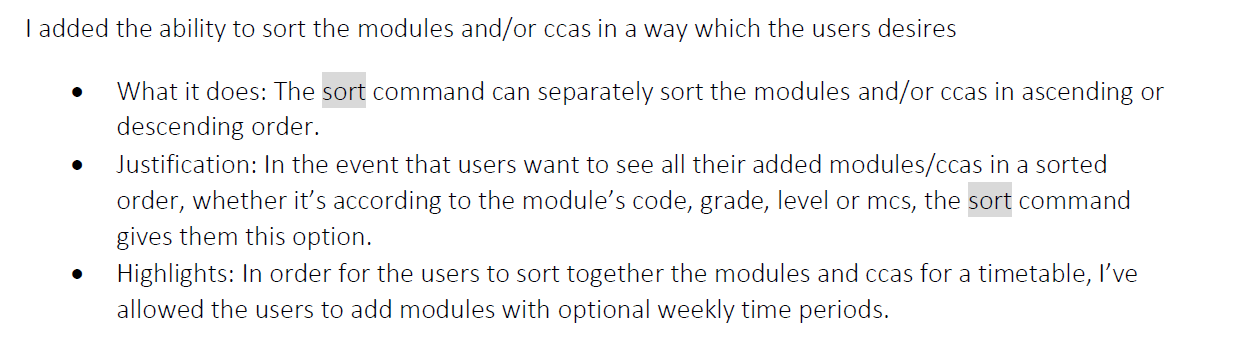 I added the ability to sort the modules and/or ccas in a way which the users desires
• What it does: The sort command can separately sort the modules and/or ccas in ascending or
descending order.
• Justification: In the event that users want to see all their added modules/ccas in a sorted
order, whether it's according to the module's code, grade, level or mcs, the sort command
gives them this option.
• Highlights: In order for the users to sort together the modules and ccas for a timetable, I've
allowed the users to add modules with optional weekly time periods.